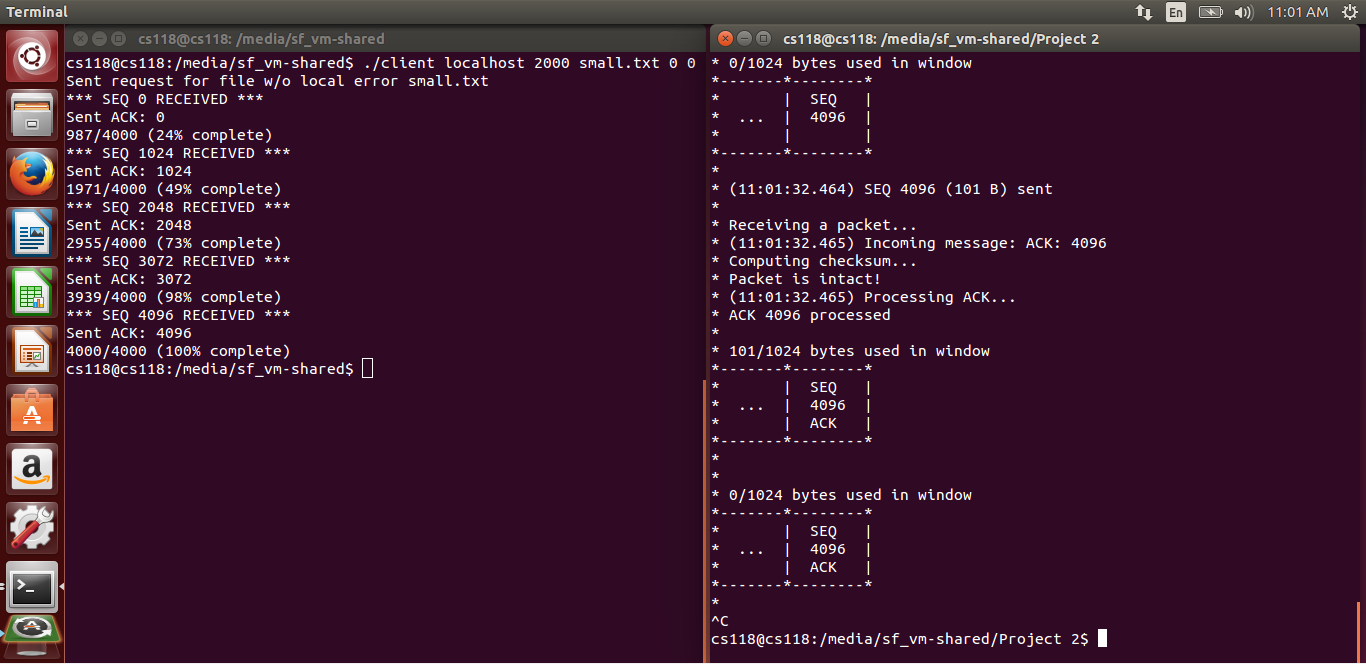 Terminal
En
11:01 AM
cs118@cs118: /media/sf_vm-shared
cs118@cs118:/media/sf_vm-shared$ ./client localhost 2000 small.txt 0 0
Sent request for file w/o local error small.txt
*** SEQ 0 RECEIVED ***
Sent ACK: 0
987/4000 (24% complete)
*** SEQ 1024 RECEIVED ***
Sent ACK: 1024
1971/4000 (49% complete)
*** SEQ 2048 RECEIVED ***
Sent ACK: 2048
2955/4000 (73% complete)
*** SEQ 3072 RECEIVED ***
Sent ACK: 3072
3939/4000 (98% complete)
*** SEQ 4096 RECEIVED ***
Sent ACK: 4096
4000/4000 (100% complete)
cs118@cs118:/media/sf_vm-shared$
cs118@cs118: /media/sf_vm-shared/Project 2
* 0/1024 bytes used in window
*-------*--------*
*       |  SEQ   |
*  ...  |  4096  |
*       |        |
*-------*--------*
*
* (11:01:32.464) SEQ 4096 (101 B) sent
*
* Receiving a packet...
* (11:01:32.465) Incoming message: ACK: 4096
* Computing checksum...
* Packet is intact!
* (11:01:32.465) Processing ACK...
* ACK 4096 processed
*
* 101/1024 bytes used in window
*-------*--------*
*       |  SEQ   |
*  ...  |  4096  |
*       |  ACK   |
*-------*--------*
*
*
* 0/1024 bytes used in window
*-------*--------*
*       |  SEQ   |
*  ...  |  4096  |
*       |  ACK   |
*-------*--------*
*
^C
cs118@cs118:/media/sf_vm-shared/Project 2$